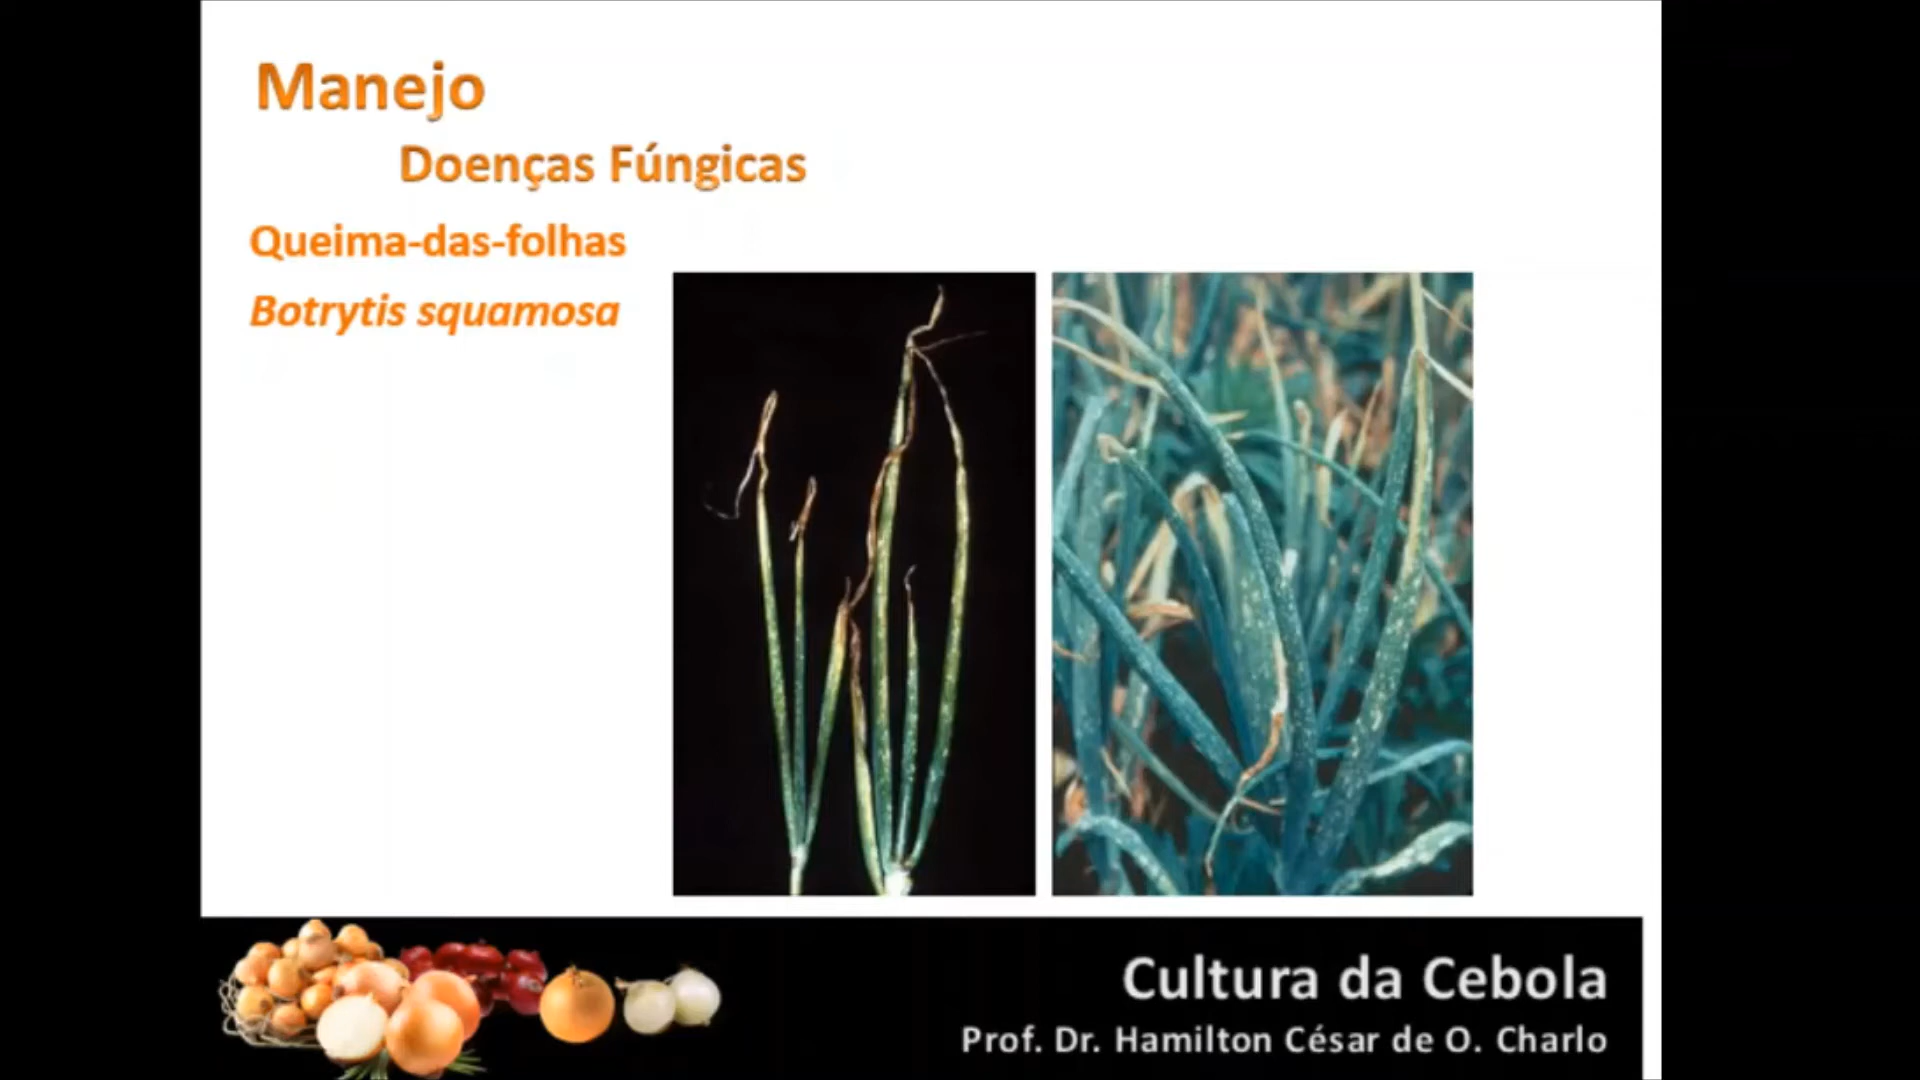 Manejo
Doenças Fúngicas
Queima-das-folhas
Botrytis squamosa
Cultura da Cebola
Prof. Dr. Hamilton César de O. Charlo